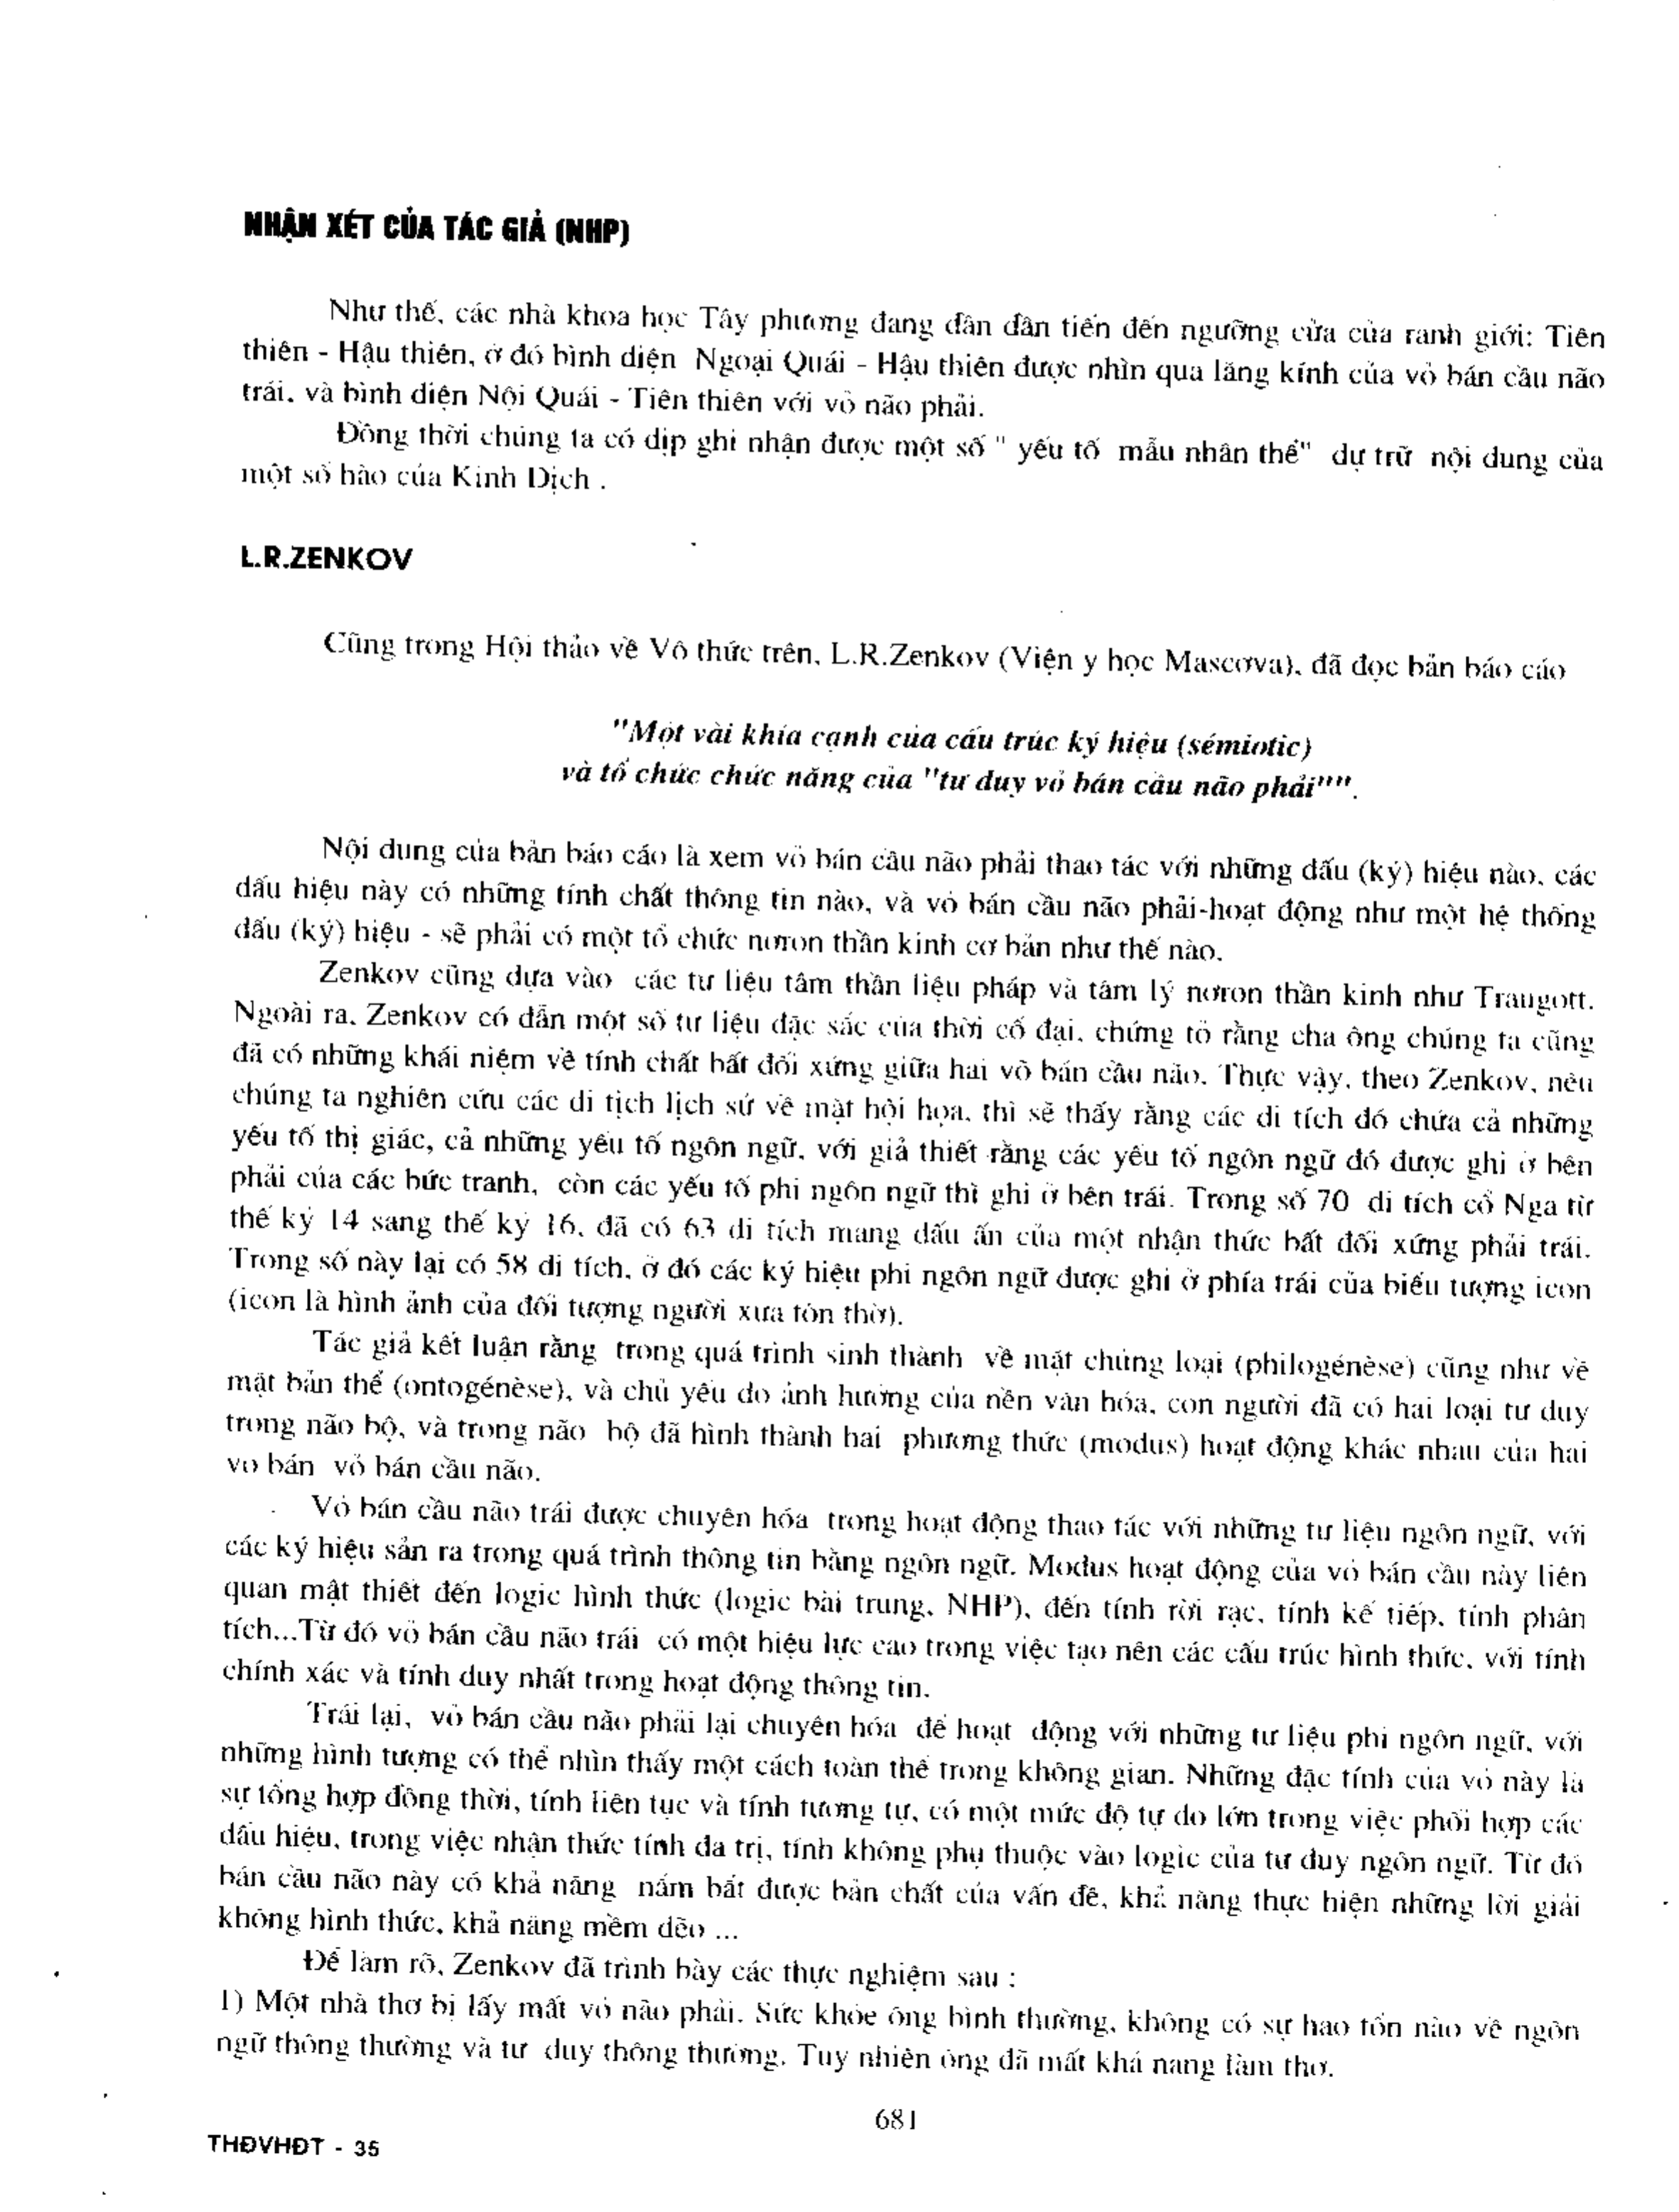 NHẬN XÉT CỦA TÁC GIẢ (NHP)
Như thế, các nhà khoa học Tây phương đang dần dần tiến đến ngưỡng cửa của ranh giới: Tiên
thiên - Hậu thiên, ở đó bình diện Ngoại Quái - Hậu thiên được nhìn qua lăng kính của vỏ bán cầu não
trái, và bình diện Nội Quái - Tiên thiên với vỏ não phải.
Đồng thời chúng ta có dịp ghi nhận được một số " yếu tố mẫu nhân thể" dự trữ nội dung của
một số hào của Kinh Dịch .
L.R.ZENKOV
Cũng trong Hội thảo về Vô thức trên, L.R.Zenkov (Viện y học Mascơva), đã đọc bản báo cáo
"Một vài khía cạnh của cấu trúc ký hiệu (sémiotic)
và tổ chức chức năng của "tư duy vỏ bán cầu não phải"".
Nội dung của bản báo cáo là xem vỏ bán cầu não phải thao tác với những dấu (ký) hiệu nào, các
dấu hiệu này có những tính chất thông tin nào, và vỏ bán cầu não phải-hoạt động như một hệ thống
dấu (ký) hiệu - sẽ phải có một tổ chức nơron thần kinh cơ bản như thế nào.
Zenkov cũng dựa vào các tư liệu tâm thần liệu pháp và tâm lý nơron thần kinh như Traugott.
Ngoài ra, Zenkov có dẫn một số tư liệu đặc sắc của thời cổ đại, chứng tỏ rằng cha ông chúng ta cũng
đã có những khái niệm về tính chất bất đối xứng giữa hai vỏ bán cầu não. Thực vậy, theo Zenkov, nếu
chúng ta nghiên cứu các di tịch lịch sử về mặt hội họa, thì sẽ thấy rằng các di tích đó chứa cả những
yếu tố thị giác, cả những yếu tố ngôn ngữ, với giả thiết rằng các yếu tố ngôn ngữ đó được ghi ở bên
phải của các bức tranh, còn các yếu tố phi ngôn ngữ thì ghi ở bên trái. Trong số 70 di tích cổ Nga từ
thế kỷ 14 sang thế kỷ 16, đã có 63 di tích mang dấu ấn của một nhận thức bất đối xứng phải trái.
Trong số này lại có 58 di tích, ở đó các ký hiệu phi ngôn ngữ được ghi ở phía trái của biểu tượng icon
(icon là hình ảnh của đối tượng người xưa tôn thờ).
Tác giả kết luận rằng trong quá trình sinh thành về mặt chủng loại (philogénèse) cũng như về
mặt bản thể (ontogénèse), và chủ yếu do ảnh hưởng của nền văn hóa, con người đã có hai loại tư duy
trong não bộ, và trong não bộ đã hình thành hai phương thức (modus) hoạt động khác nhau của hai
vo bán vỏ bán cầu não.
Vỏ bán cầu não trái được chuyên hóa trong hoạt động thao tác với những tư liệu ngôn ngữ, với
các ký hiệu sản ra trong quá trình thông tin bằng ngôn ngữ. Modus hoạt động của vỏ bán cầu này liên
quan mật thiết đến logic hình thức (logic bài trung, NHP), đến tính rời rạc, tính kế tiếp, tính phân
tích...Từ đó vỏ bán cầu não trái có một hiệu lực cao trong việc tạo nên các cấu trúc hình thức, với tính
chính xác và tính duy nhất trong hoạt động thông tin.
Trái lại, vỏ bán cầu não phải lại chuyên hóa để hoạt động với những tư liệu phi ngôn ngữ, với
những hình tượng có thể nhìn thấy một cách toàn thể trong không gian. Những đặc tính của vỏ này là
sự tổng hợp đồng thời, tính liên tục và tính tương tự, có một mức độ tự do lớn trong việc phối hợp các
dấu hiệu, trong việc nhận thức tính đa trị, tính không phụ thuộc vào logic của tư duy ngôn ngữ. Từ đó
bán cầu não này có khả năng nắm bắt được bản chất của vấn đề, khả năng thực hiện những lời giải
không hình thức, khả năng mềm dẽo ...
Để làm rõ, Zenkov đã trình bày các thực nghiệm sau :
1) Một nhà thơ bị lấy mất vỏ não phải. Sức khỏe ông bình thường, không có sự hao tổn nào về ngôn
ngữ thông thường và tư duy thông thường. Tuy nhiên ông đã mất khả năng làm thơ.
681
THĐVHĐT - 35